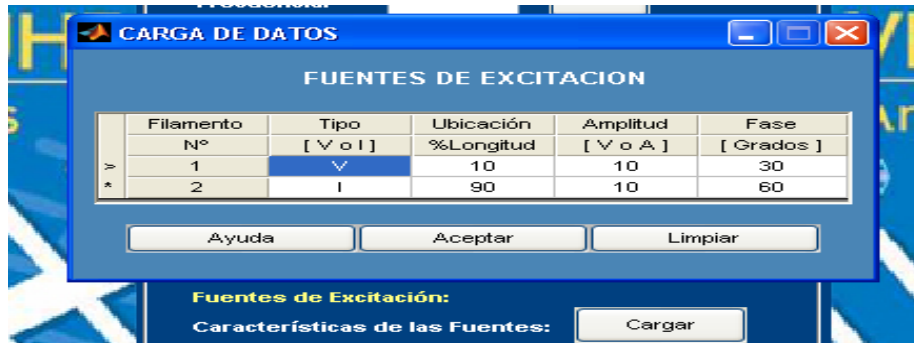 CARGA DE DATOS
FUENTES DE EXCITACION
Filamento Tipo Ubicación Amplitud Fase
Nº [ V o I ] %Longitud [ V o A ] [ Grados ]
> 1 V 10 10 30
* 2 I 90 10 60
Ayuda Aceptar Limpiar
Fuentes de Excitación:
Características de las Fuentes: Cargar